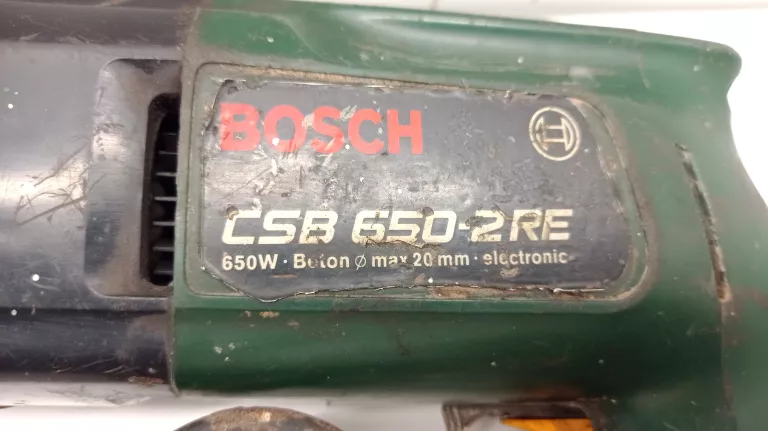 BOSCH
CSB 650-2RE
650W · Beton ⌀ max 20 mm · electronic